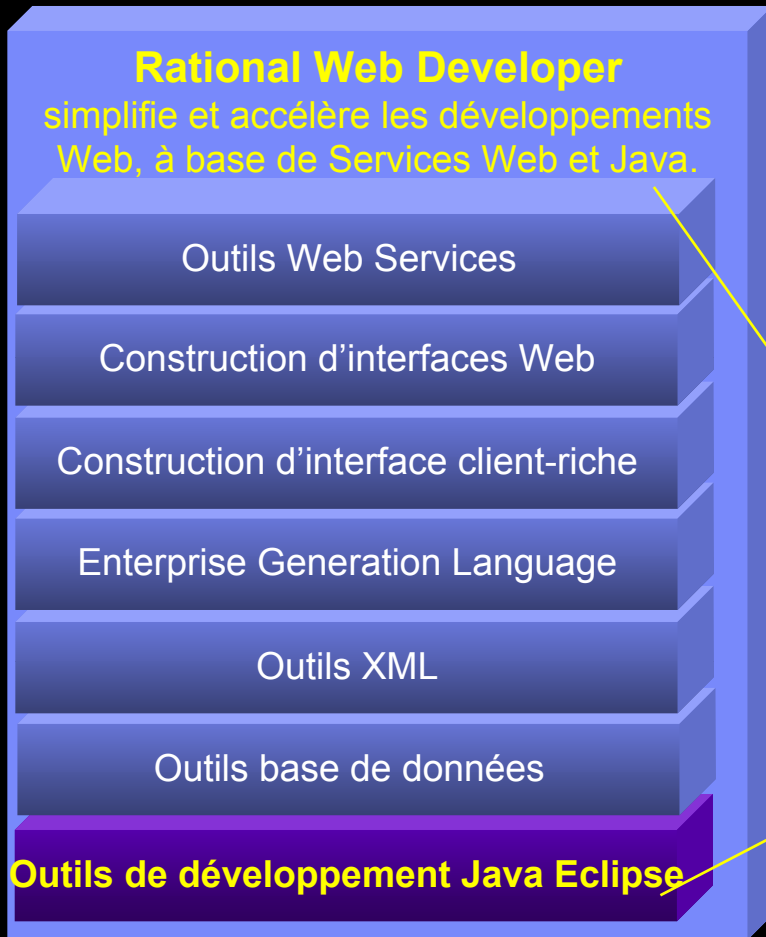 Rational Web Developer
simplifie et accélère les développements
Web, à base de Services Web et Java.
Outils Web Services
Construction d’interfaces Web
Construction d’interface client-riche
Enterprise Generation Language
Outils XML
Outils base de données
Outils de développement Java Eclipse